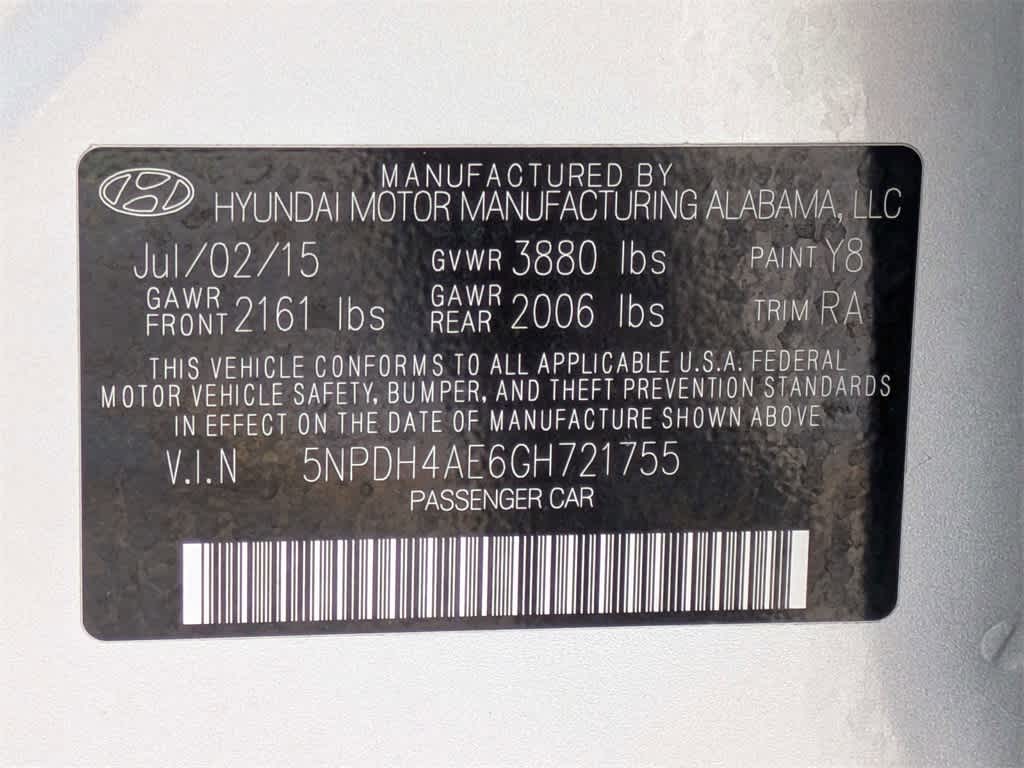 MANUFACTURED BY
HYUNDAI MOTOR MANUFACTURING ALABAMA, LLC
Jul/02/15 GVWR 3880 lbs PAINT Y8
GAWR FRONT 2161 lbs GAWR REAR 2006 lbs TRIM RA
THIS VEHICLE CONFORMS TO ALL APPLICABLE U.S.A. FEDERAL
MOTOR VEHICLE SAFETY, BUMPER, AND THEFT PREVENTION STANDARDS
IN EFFECT ON THE DATE OF MANUFACTURE SHOWN ABOVE
V.I.N 5NPDH4AE6GH721755
PASSENGER CAR